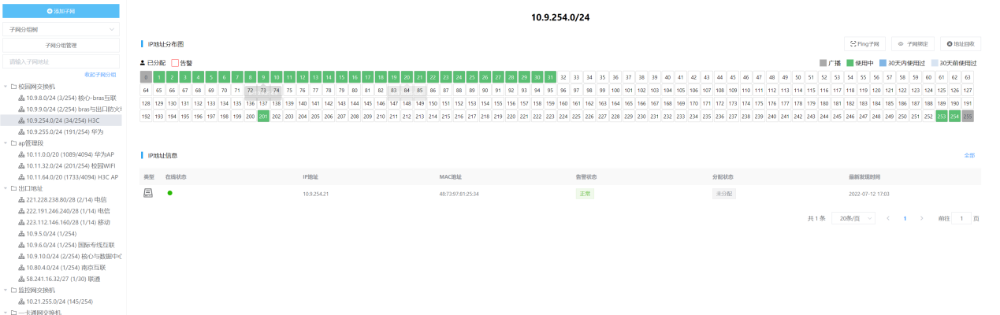 添加子网
子网分组树
子网分组管理
请输入子网地址
收起子网分组
校园网交换机
10.9.8.0/24 (3/254) 核心-bras互联
10.9.9.0/24 (2/254) bras与出口防火
10.9.254.0/24 (34/254) H3C
10.9.255.0/24 (191/254) 华为
ap管理段
10.11.0.0/20 (1089/4094) 华为AP
10.11.32.0/24 (201/254) 校园WIFI
10.11.64.0/20 (1733/4094) H3C AP
出口地址
221.228.238.80/28 (2/14) 电信
222.191.246.240/28 (1/14) 电信
223.112.146.160/28 (1/14) 移动
10.9.5.0/24 (1/254)
10.9.6.0/24 (1/254) 国际专线互联
10.9.10.0/24 (2/254) 核心与数据中心
10.80.4.0/24 (1/254) 南京互联
58.241.16.32/27 (1/30) 联通
监控网交换机
10.21.255.0/24 (145/254)
一卡通网交换机
10.9.254.0/24
IP地址分布图
Ping子网 子网绑定 地址回收
已分配 告警 广播 使用中 30天内使用过 30天前使用过
0 1 2 3 4 5 6 7 8 9 10 11 12 13 14 15 16 17 18 19 20 21 22 23 24 25 26 27 28 29 30 31 32 33 34 35 36 37 38 39 40 41 42 43 44 45 46 47 48 49 50 51 52 53 54 55 56 57 58 59 60 61 62 63
64 65 66 67 68 69 70 71 72 73 74 75 76 77 78 79 80 81 82 83 84 85 86 87 88 89 90 91 92 93 94 95 96 97 98 99 100 101 102 103 104 105 106 107 108 109 110 111 112 113 114 115 116 117 118 119 120 121 122 123 124 125 126 127
128 129 130 131 132 133 134 135 136 137 138 139 140 141 142 143 144 145 146 147 148 149 150 151 152 153 154 155 156 157 158 159 160 161 162 163 164 165 166 167 168 169 170 171 172 173 174 175 176 177 178 179 180 181 182 183 184 185 186 187 188 189 190 191
192 193 194 195 196 197 198 199 200 201 202 203 204 205 206 207 208 209 210 211 212 213 214 215 216 217 218 219 220 221 222 223 224 225 226 227 228 229 230 231 232 233 234 235 236 237 238 239 240 241 242 243 244 245 246 247 248 249 250 251 252 253 254 255
IP地址信息 全部
类型 在线状态 IP地址 MAC地址 告警状态 分配状态 最新发现时间
10.9.254.21 48:73:97:81:25:34 正常 未分配 2022-07-12 17:03
共 1 条 20条/页 1 前往 1 页